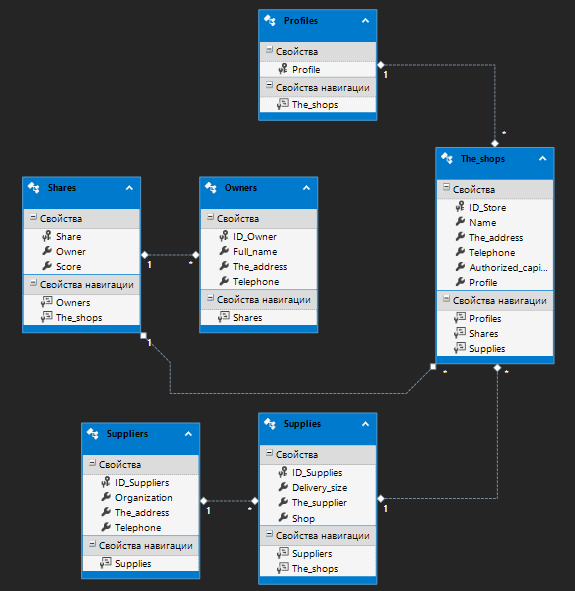 Profiles
Свойства
Profile
Свойства навигации
The_shops
1
*
The_shops
Свойства
ID_Store
Name
The_address
Telephone
Authorized_capi...
Profile
Свойства навигации
Profiles
Shares
Supplies
*
*
Shares
Свойства
Share
Owner
Score
Свойства навигации
Owners
The_shops
1
*
1
Owners
Свойства
ID_Owner
Full_name
The_address
Telephone
Свойства навигации
Shares
Suppliers
Свойства
ID_Suppliers
Organization
The_address
Telephone
Свойства навигации
Supplies
1
*
Supplies
Свойства
ID_Supplies
Delivery_size
The_supplier
Shop
Свойства навигации
Suppliers
The_shops
1